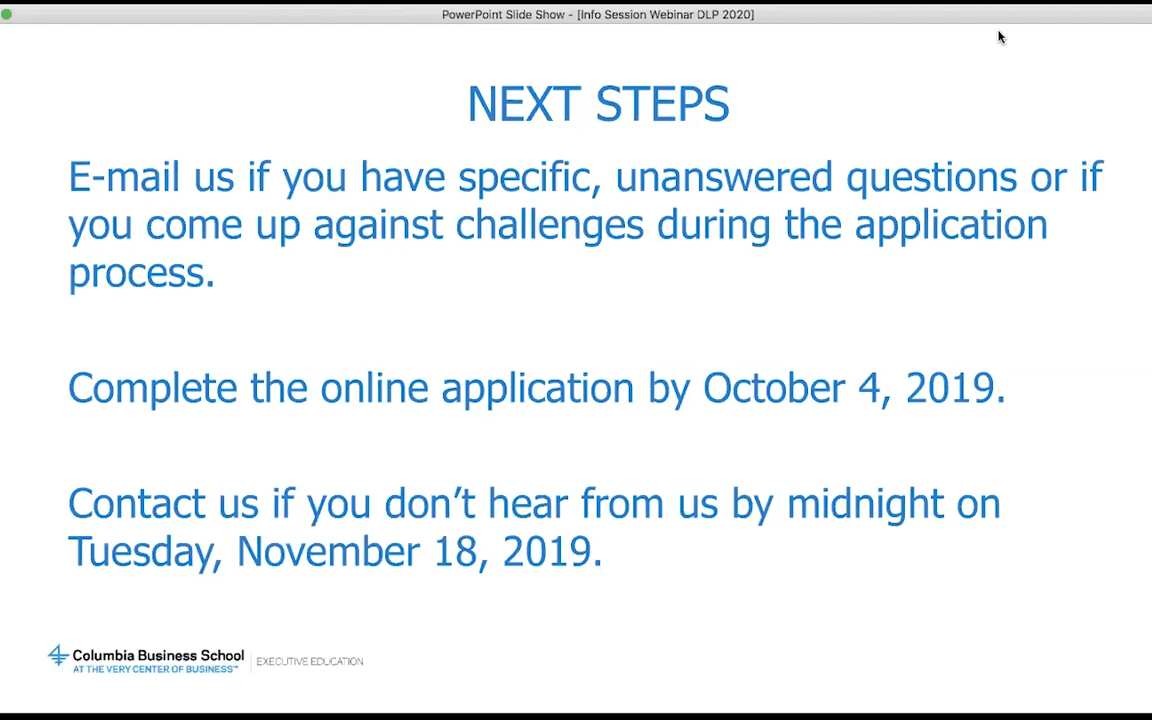 PowerPoint Slide Show - [Info Session Webinar DLP 2020]
NEXT STEPS
E-mail us if you have specific, unanswered questions or if
you come up against challenges during the application
process.
Complete the online application by October 4, 2019.
Contact us if you don’t hear from us by midnight on
Tuesday, November 18, 2019.
Columbia Business School
AT THE VERY CENTER OF BUSINESS™
EXECUTIVE EDUCATION